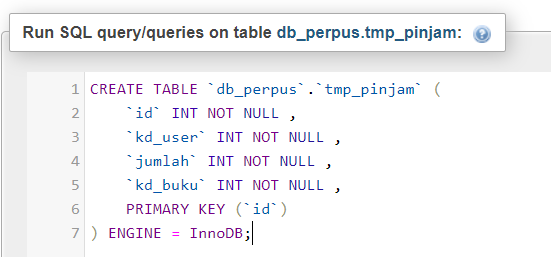 Run SQL query/queries on table db_perpus.tmp_pinjam:
1 CREATE TABLE `db_perpus`.`tmp_pinjam` (
2 `id` INT NOT NULL ,
3 `kd_user` INT NOT NULL ,
4 `jumlah` INT NOT NULL ,
5 `kd_buku` INT NOT NULL ,
6 PRIMARY KEY (`id`)
7 ) ENGINE = InnoDB;